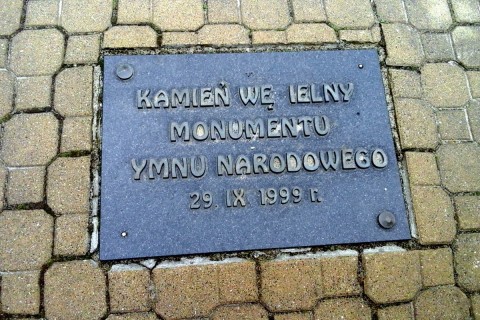 KAMIEŃ WĘ IELNY
MONUMENTU
YMNU NARODOWEGO
29. IX 1999 r.